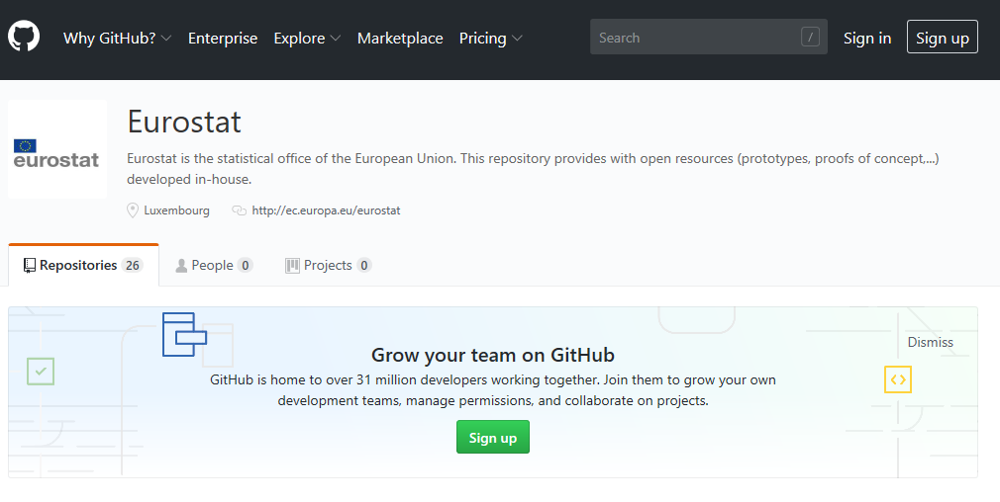 Why GitHub? Enterprise Explore Marketplace Pricing Search / Sign in Sign up
eurostat
Eurostat
Eurostat is the statistical office of the European Union. This repository provides with open resources (prototypes, proofs of concept,...)
developed in-house.
Luxembourg http://ec.europa.eu/eurostat
Repositories 26 People 0 Projects 0
Dismiss
Grow your team on GitHub
GitHub is home to over 31 million developers working together. Join them to grow your own
development teams, manage permissions, and collaborate on projects.
Sign up